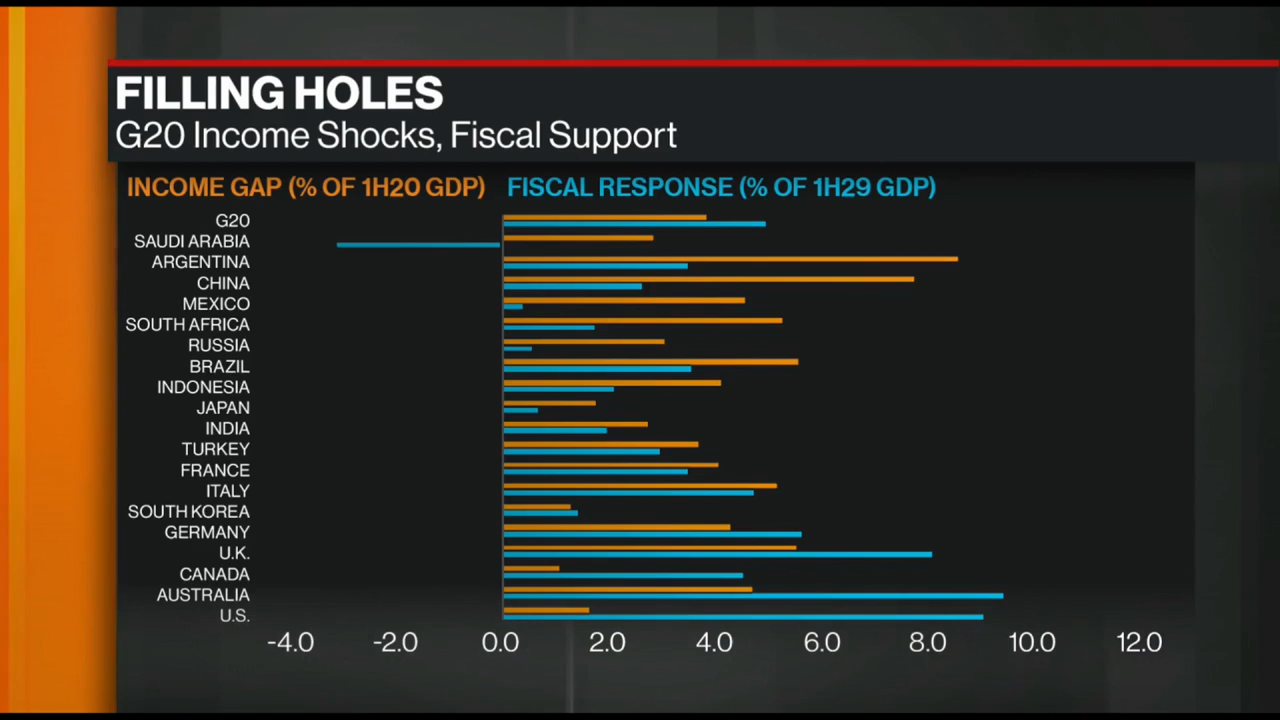 FILLING HOLES
G20 Income Shocks, Fiscal Support
INCOME GAP (% OF 1H20 GDP) FISCAL RESPONSE (% OF 1H29 GDP)
G20
SAUDI ARABIA
ARGENTINA
CHINA
MEXICO
SOUTH AFRICA
RUSSIA
BRAZIL
INDONESIA
JAPAN
INDIA
TURKEY
FRANCE
ITALY
SOUTH KOREA
GERMANY
U.K.
CANADA
AUSTRALIA
U.S.
-4.0 -2.0 0.0 2.0 4.0 6.0 8.0 10.0 12.0